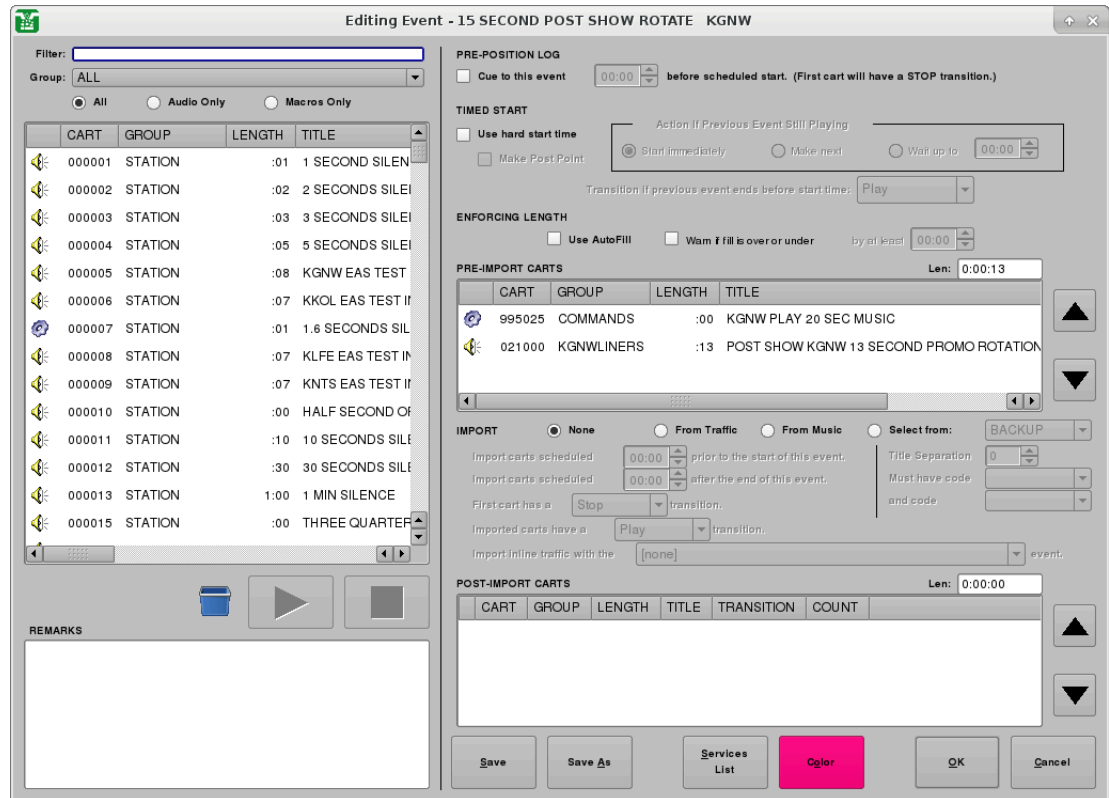 Editing Event - 15 SECOND POST SHOW ROTATE KGNW
Filter:
Group: ALL
All Audio Only Macros Only
CART GROUP LENGTH TITLE
000001 STATION :01 1 SECOND SILEN
000002 STATION :02 2 SECONDS SILE
000003 STATION :03 3 SECONDS SILE
000004 STATION :05 5 SECONDS SILE
000005 STATION :08 KGNW EAS TEST
000006 STATION :07 KKOL EAS TEST I
000007 STATION :01 1.6 SECONDS SIL
000008 STATION :07 KLFE EAS TEST IN
000009 STATION :07 KNTS EAS TEST I
000010 STATION :00 HALF SECOND OF
000011 STATION :10 10 SECONDS SILE
000012 STATION :30 30 SECONDS SILE
000013 STATION 1:00 1 MIN SILENCE
000015 STATION :00 THREE QUARTER
REMARKS
PRE-POSITION LOG
Cue to this event 00:00 before scheduled start. (First cart will have a STOP transition.)
TIMED START
Use hard start time
Make Post Point
Action If Previous Event Still Playing
Start immediately Make next Wait up to 00:00
Transition if previous event ends before start time: Play
ENFORCING LENGTH
Use AutoFill Warn if fill is over or under by at least 00:00
PRE-IMPORT CARTS Len: 0:00:13
CART GROUP LENGTH TITLE
995025 COMMANDS :00 KGNW PLAY 20 SEC MUSIC
021000 KGNWLINERS :13 POST SHOW KGNW 13 SECOND PROMO ROTATION
IMPORT None From Traffic From Music Select from: BACKUP
Import carts scheduled 00:00 prior to the start of this event. Title Separation 0
Import carts scheduled 00:00 after the end of this event. Must have code
First cart has a Stop transition. and code
Imported carts have a Play transition.
Import inline traffic with the [none] event.
POST-IMPORT CARTS Len: 0:00:00
CART GROUP LENGTH TITLE TRANSITION COUNT
Save Save As Services List Color OK Cancel